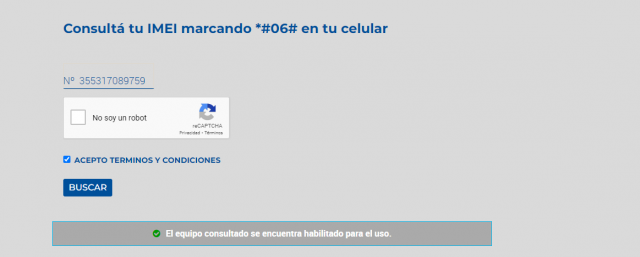 Consultá tu IMEI marcando *#06# en tu celular
Nº 355317089759
No soy un robot
reCAPTCHA
Privacidad - Términos
ACEPTO TERMINOS Y CONDICIONES
BUSCAR
El equipo consultado se encuentra habilitado para el uso.